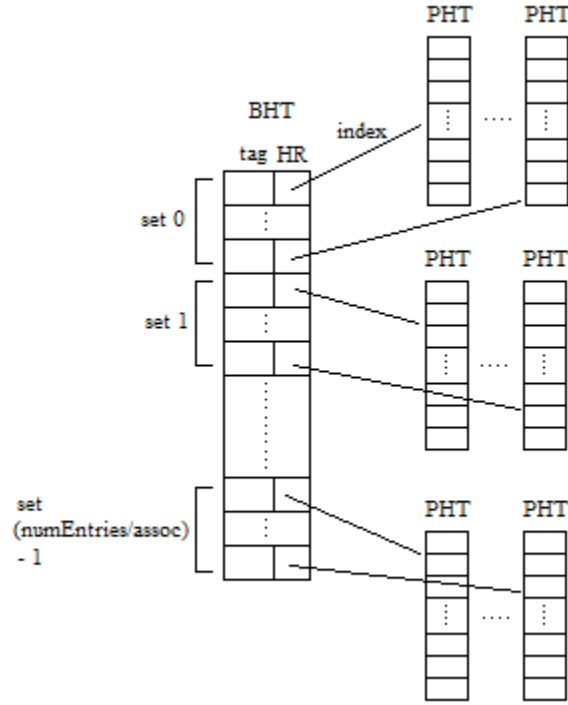 PHT PHT
BHT
index
tag HR
set 0
PHT PHT
set 1
PHT PHT
set
(numEntries/assoc)
- 1